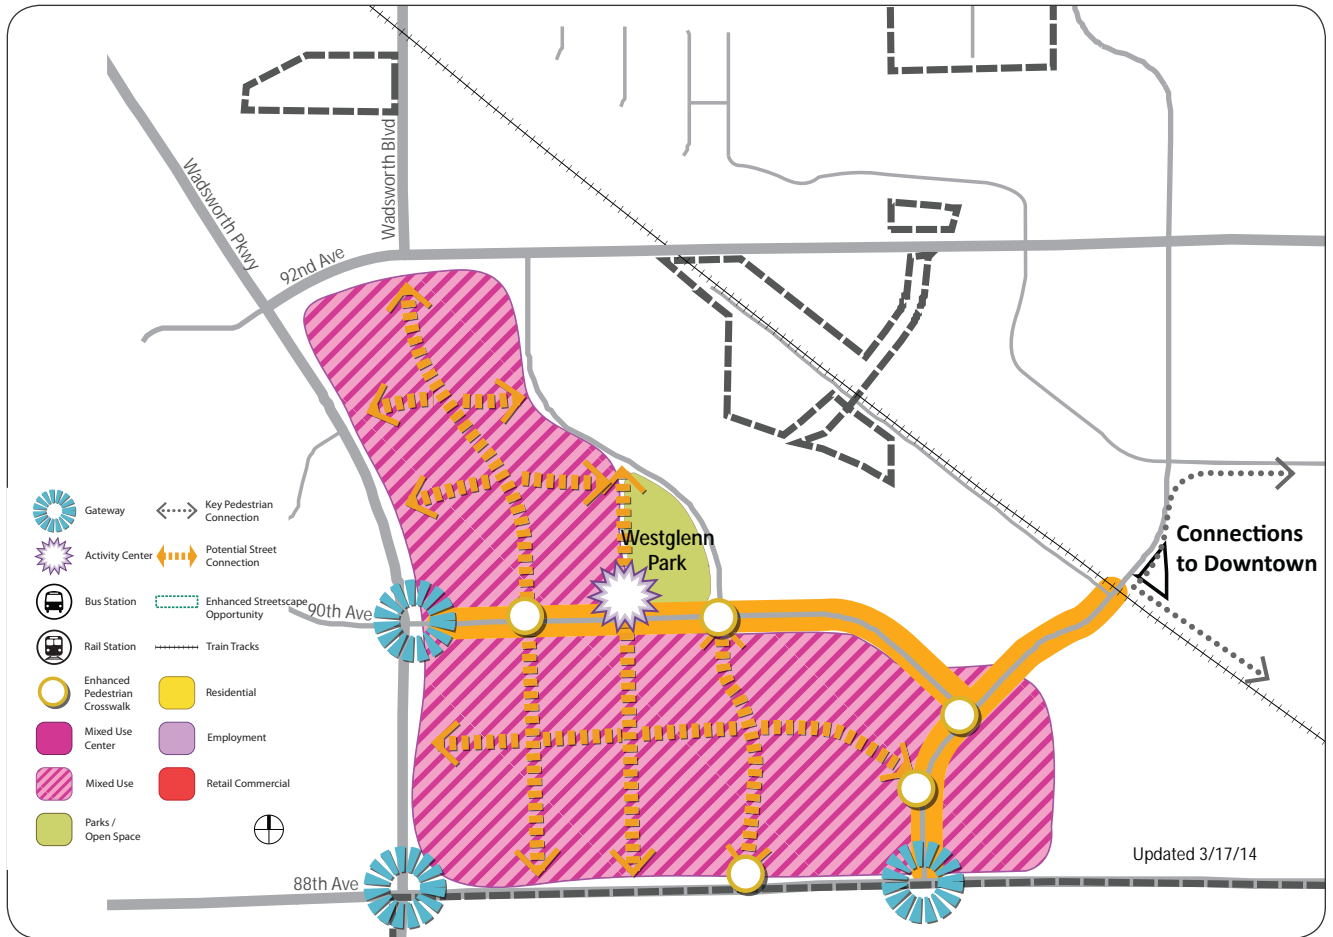 Wadsworth Blvd
Wadsworth Pkwy
92nd Ave
Westglenn
Park
Connections
to Downtown
90th Ave
88th Ave
Updated 3/17/14
Gateway
Key Pedestrian
Connection
Activity Center
Potential Street
Connection
Bus Station
Enhanced Streetscape
Opportunity
Rail Station
Train Tracks
Enhanced
Pedestrian
Crosswalk
Residential
Mixed Use
Center
Employment
Mixed Use
Retail Commercial
Parks /
Open Space